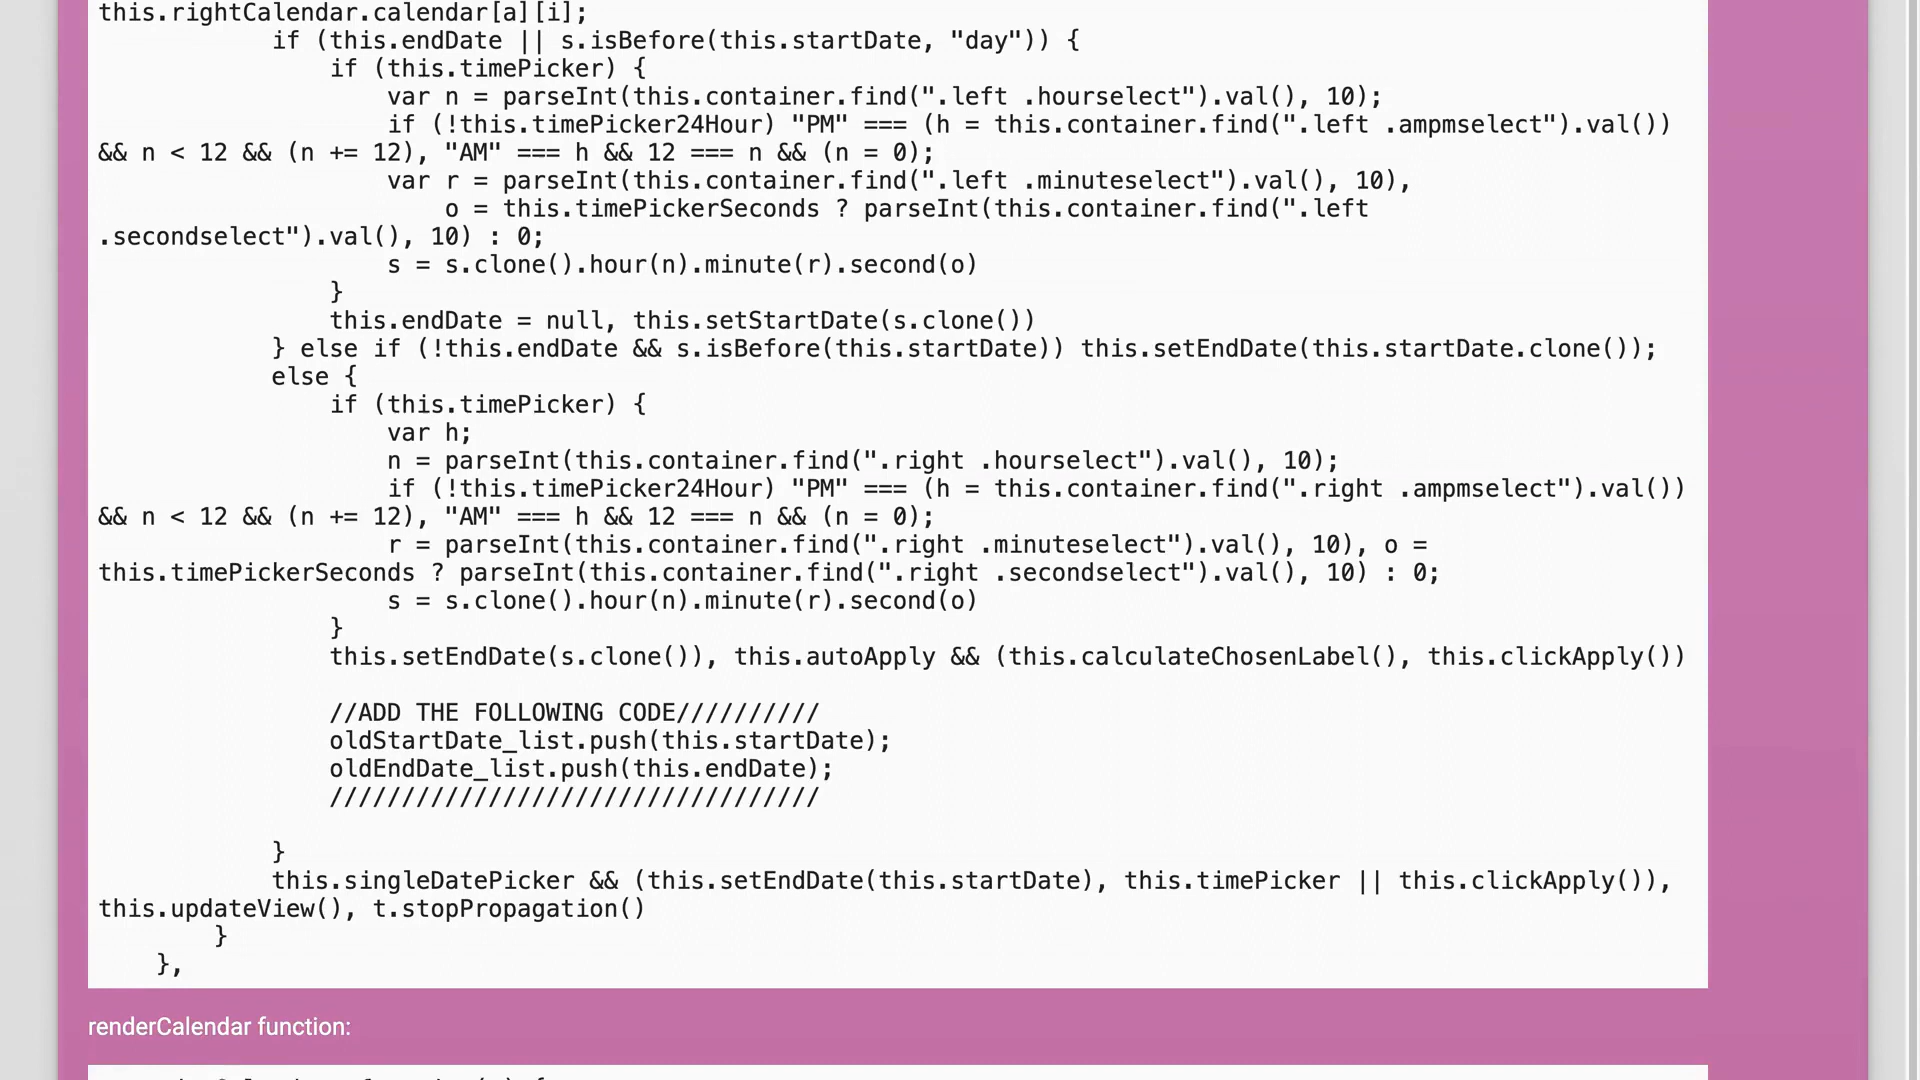 this.rightCalendar.calendar[a][i];
if (this.endDate || s.isBefore(this.startDate, "day")) {
if (this.timePicker) {
var n = parseInt(this.container.find(".left .hourselect").val(), 10);
if (!this.timePicker24Hour) "PM" === (h = this.container.find(".left .ampmselect").val())
&& n < 12 && (n += 12), "AM" === h && 12 === n && (n = 0);
var r = parseInt(this.container.find(".left .minuteselect").val(), 10),
o = this.timePickerSeconds ? parseInt(this.container.find(".left
.secondselect").val(), 10) : 0;
s = s.clone().hour(n).minute(r).second(o)
}
this.endDate = null, this.setStartDate(s.clone())
} else if (!this.endDate && s.isBefore(this.startDate)) this.setEndDate(this.startDate.clone());
else {
if (this.timePicker) {
var h;
n = parseInt(this.container.find(".right .hourselect").val(), 10);
if (!this.timePicker24Hour) "PM" === (h = this.container.find(".right .ampmselect").val())
&& n < 12 && (n += 12), "AM" === h && 12 === n && (n = 0);
r = parseInt(this.container.find(".right .minuteselect").val(), 10), o =
this.timePickerSeconds ? parseInt(this.container.find(".right .secondselect").val(), 10) : 0;
s = s.clone().hour(n).minute(r).second(o)
}
this.setEndDate(s.clone()), this.autoApply && (this.calculateChosenLabel(), this.clickApply())
//ADD THE FOLLOWING CODE//////////
oldStartDate_list.push(this.startDate);
oldEndDate_list.push(this.endDate);
//////////////////////////////////
}
this.singleDatePicker && (this.setEndDate(this.startDate), this.timePicker || this.clickApply()),
this.updateView(), t.stopPropagation()
}
},
renderCalendar function: